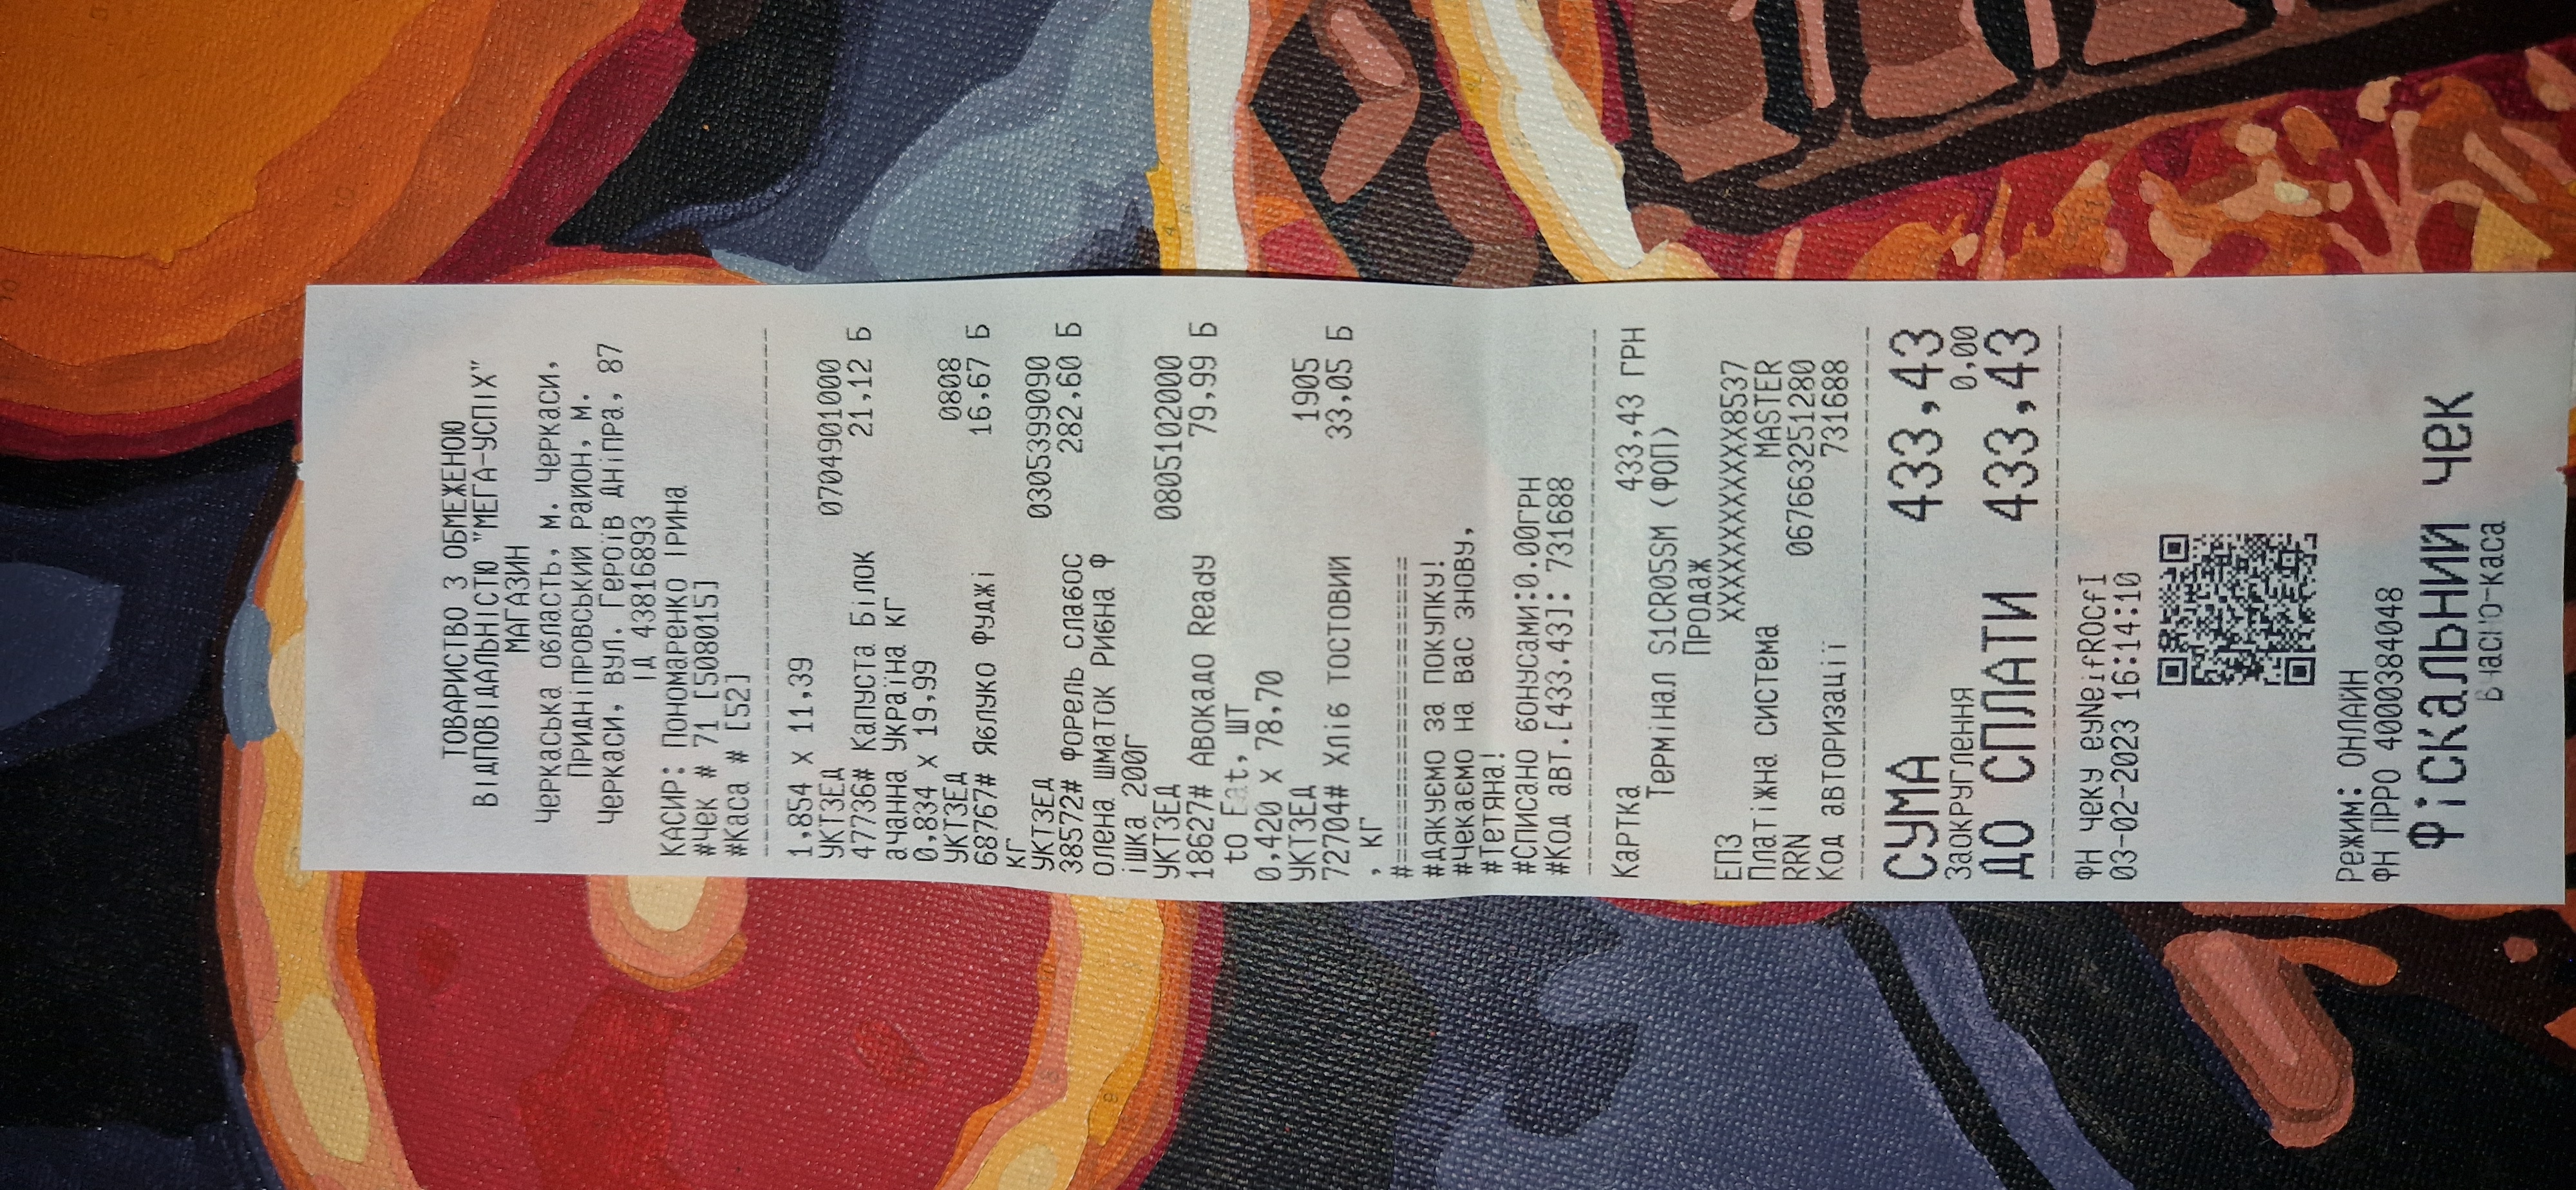 ТОВАРИСТВО З ОБМЕЖЕНОЮ
ВІДПОВІДАЛЬНІСТЮ "МЕГА-УСПІХ"
МАГАЗИН
Черкаська область, м. Черкаси,
Придніпровський район, м.
Черкаси, вул. Героїв Дніпра, 87
ІД 43816893
КАСИР: Пономаренко ІРИНА
#Чек # 71 [508015]
#Каса # [52]
1,854 x 11,39
УКТЗЕД 0704901000
47736# Капуста Білок 21,12 Б
ачанна Україна КГ
0,834 x 19,99
УКТЗЕД 0808
68767# Яблуко Фуджі 16,67 Б
КГ
УКТЗЕД 0305399090
38572# Форель слабос 282,60 Б
олена шматок Рибна Ф
ішка 200Г
УКТЗЕД 0805102000
18627# АВОКАДО Ready 79,99 Б
to Eat, ШТ
0,420 x 78,70
УКТЗЕД 1905
72704# Хліб ТОСТОВИЙ 33,05 Б
, КГ
#====================
#Дякуємо за покупку!
#Чекаємо на Вас знову,
#Тетяна!
#Списано бонусами:0.00ГРН
#Код авт.[433.43]: 731688
Картка 433,43 ГРН
Термінал S1CR05SM (ФОП)
ПРОДАЖ
ЕПЗ XXXXXXXXXXXXXXX8537
Платіжна система MASTER
RRN 067663251280
Код авторизації 731688
СУМА 433,43
Заокруглення 0,00
ДО СПЛАТИ 433,43
ФН чеку eyNeifROCfI
03-02-2023 16:14:10
Режим: ОНЛАЙН
ФН ПРРО 4000384048
Фіскальний чек